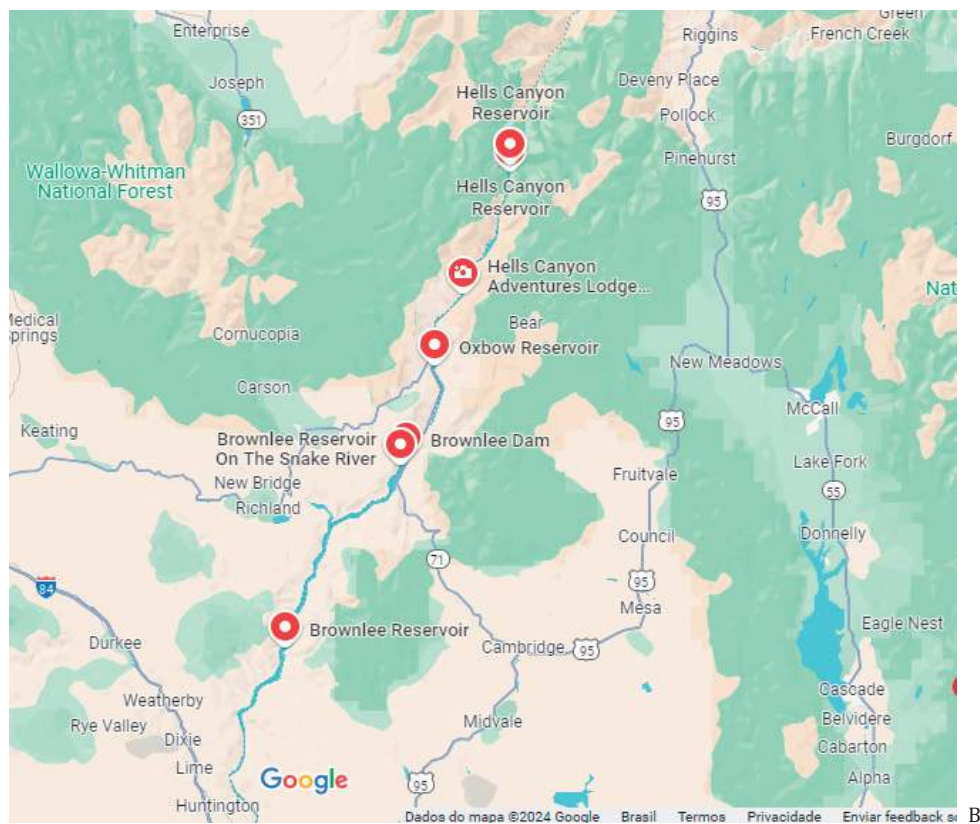 Green
Enterprise
Riggins
French Creek
Joseph
Deveny Place
Hells Canyon
Reservoir
351
Pollock
Burgdorf
Pinehurst
Wallowa-Whitman
National Forest
Hells Canyon
Reservoir
95
Hells Canyon
Adventures Lodge...
Nat
Medical
Springs
Cornucopia
Bear
Oxbow Reservoir
New Meadows
Carson
McCall
95
Keating
Brownlee Reservoir
On The Snake River
Brownlee Dam
Lake Fork
New Bridge
Fruitvale
55
Richland
Donnelly
Council
71
84
95
Mesa
Eagle Nest
Brownlee Reservoir
Durkee
Cambridge
95
Weatherby
Cascade
Rye Valley
Midvale
Belvidere
Dixie
Cabarton
Lime
Google
95
Alpha
Huntington
Dados do mapa ©2024 Google Brasil Termos Privacidade Enviar feedback so
B